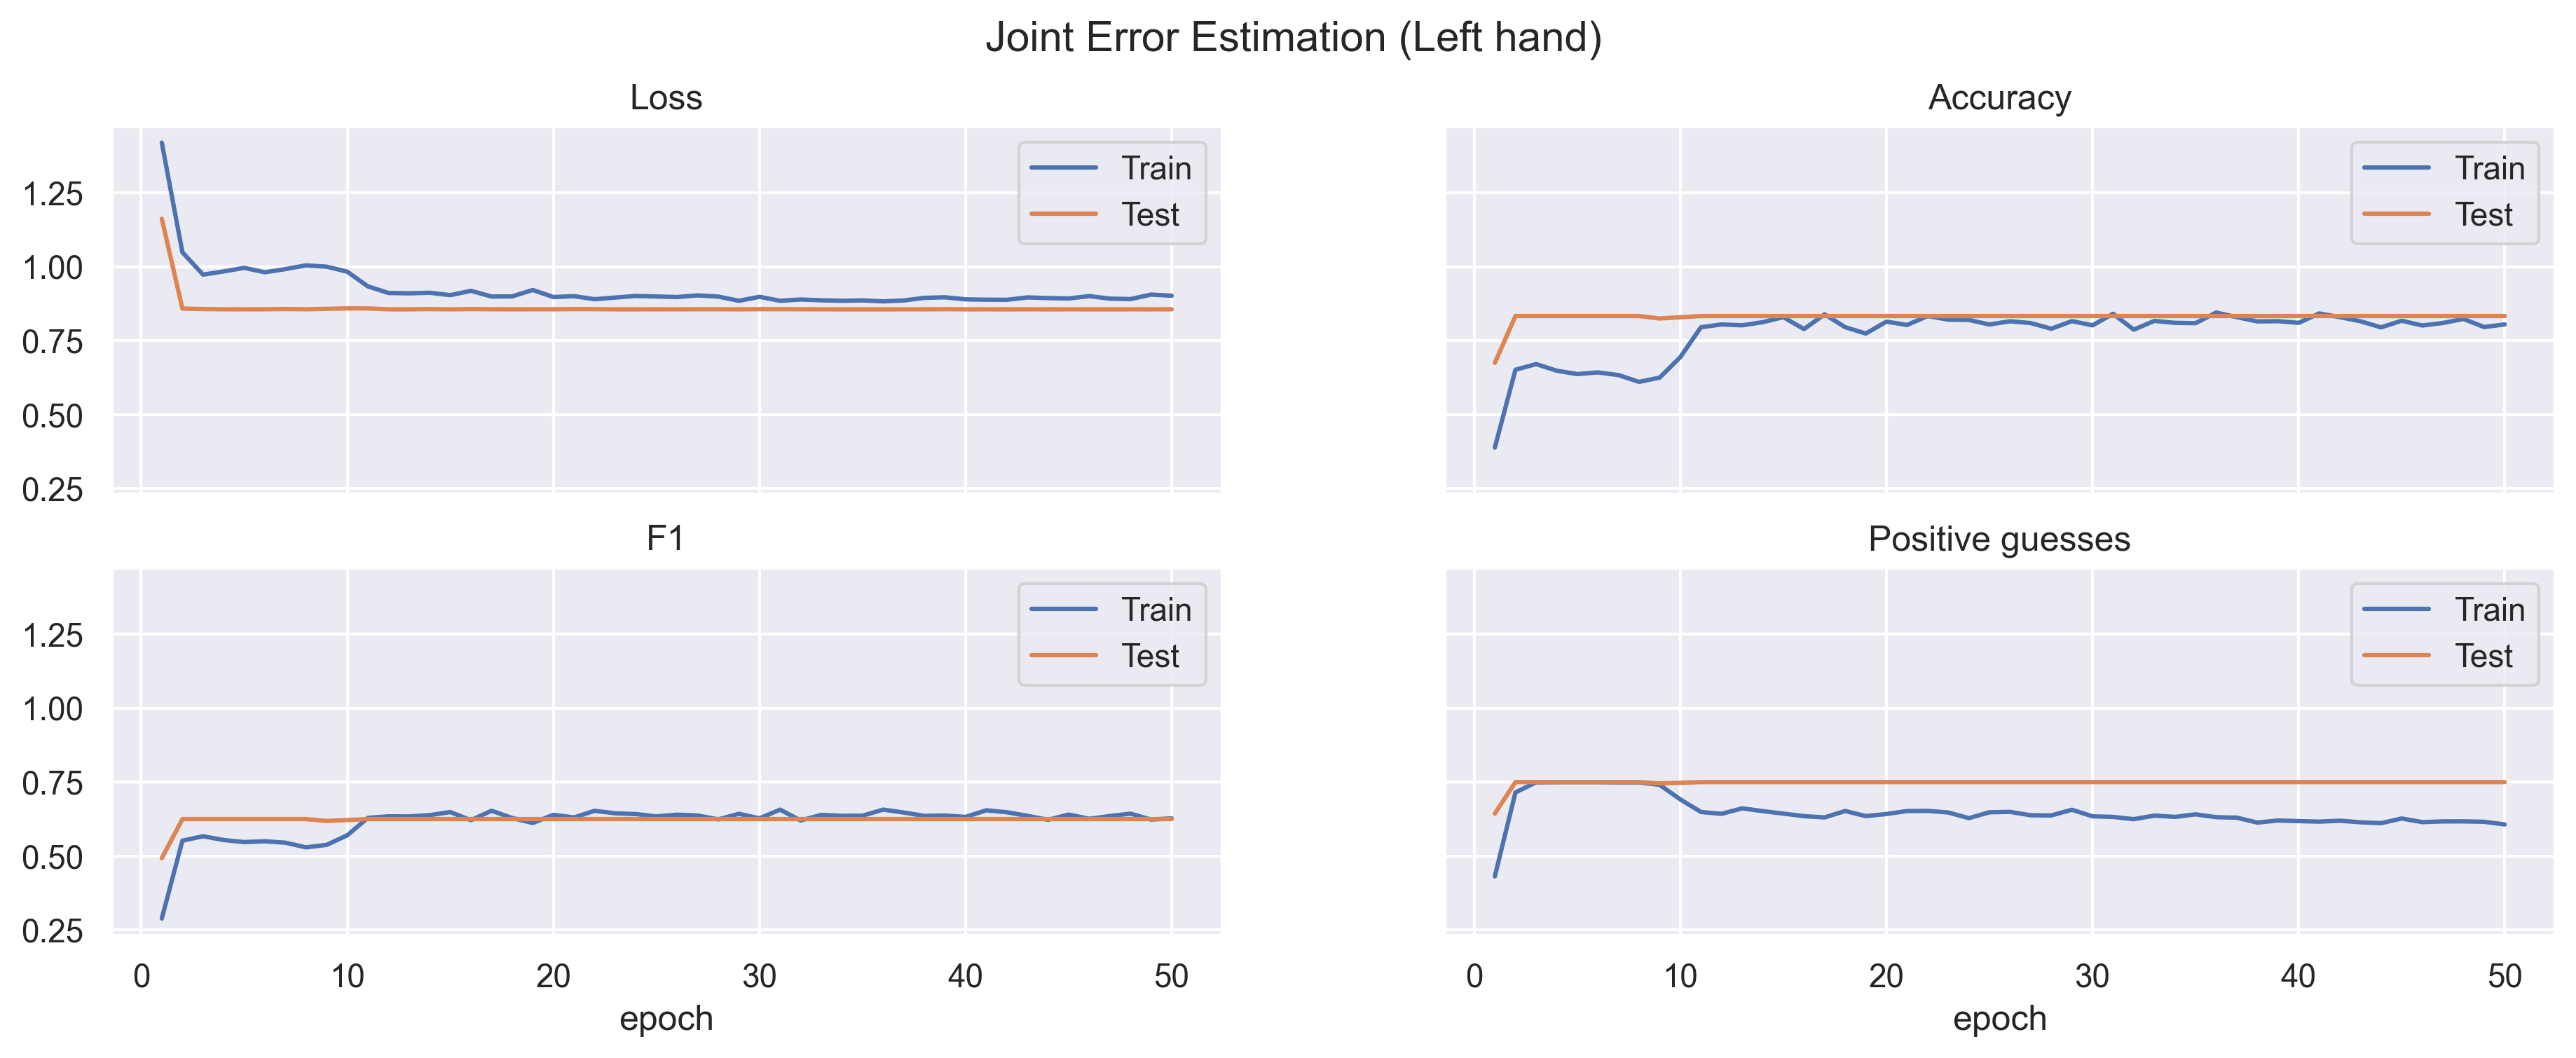 Joint Error Estimation (Left hand)
Loss
Accuracy
Train
Test
1.25
1.00
0.75
0.50
0.25
Train
Test
F1
Positive guesses
Train
Test
1.25
1.00
0.75
0.50
0.25
Train
Test
0 10 20 30 40 50
0 10 20 30 40 50
epoch
epoch